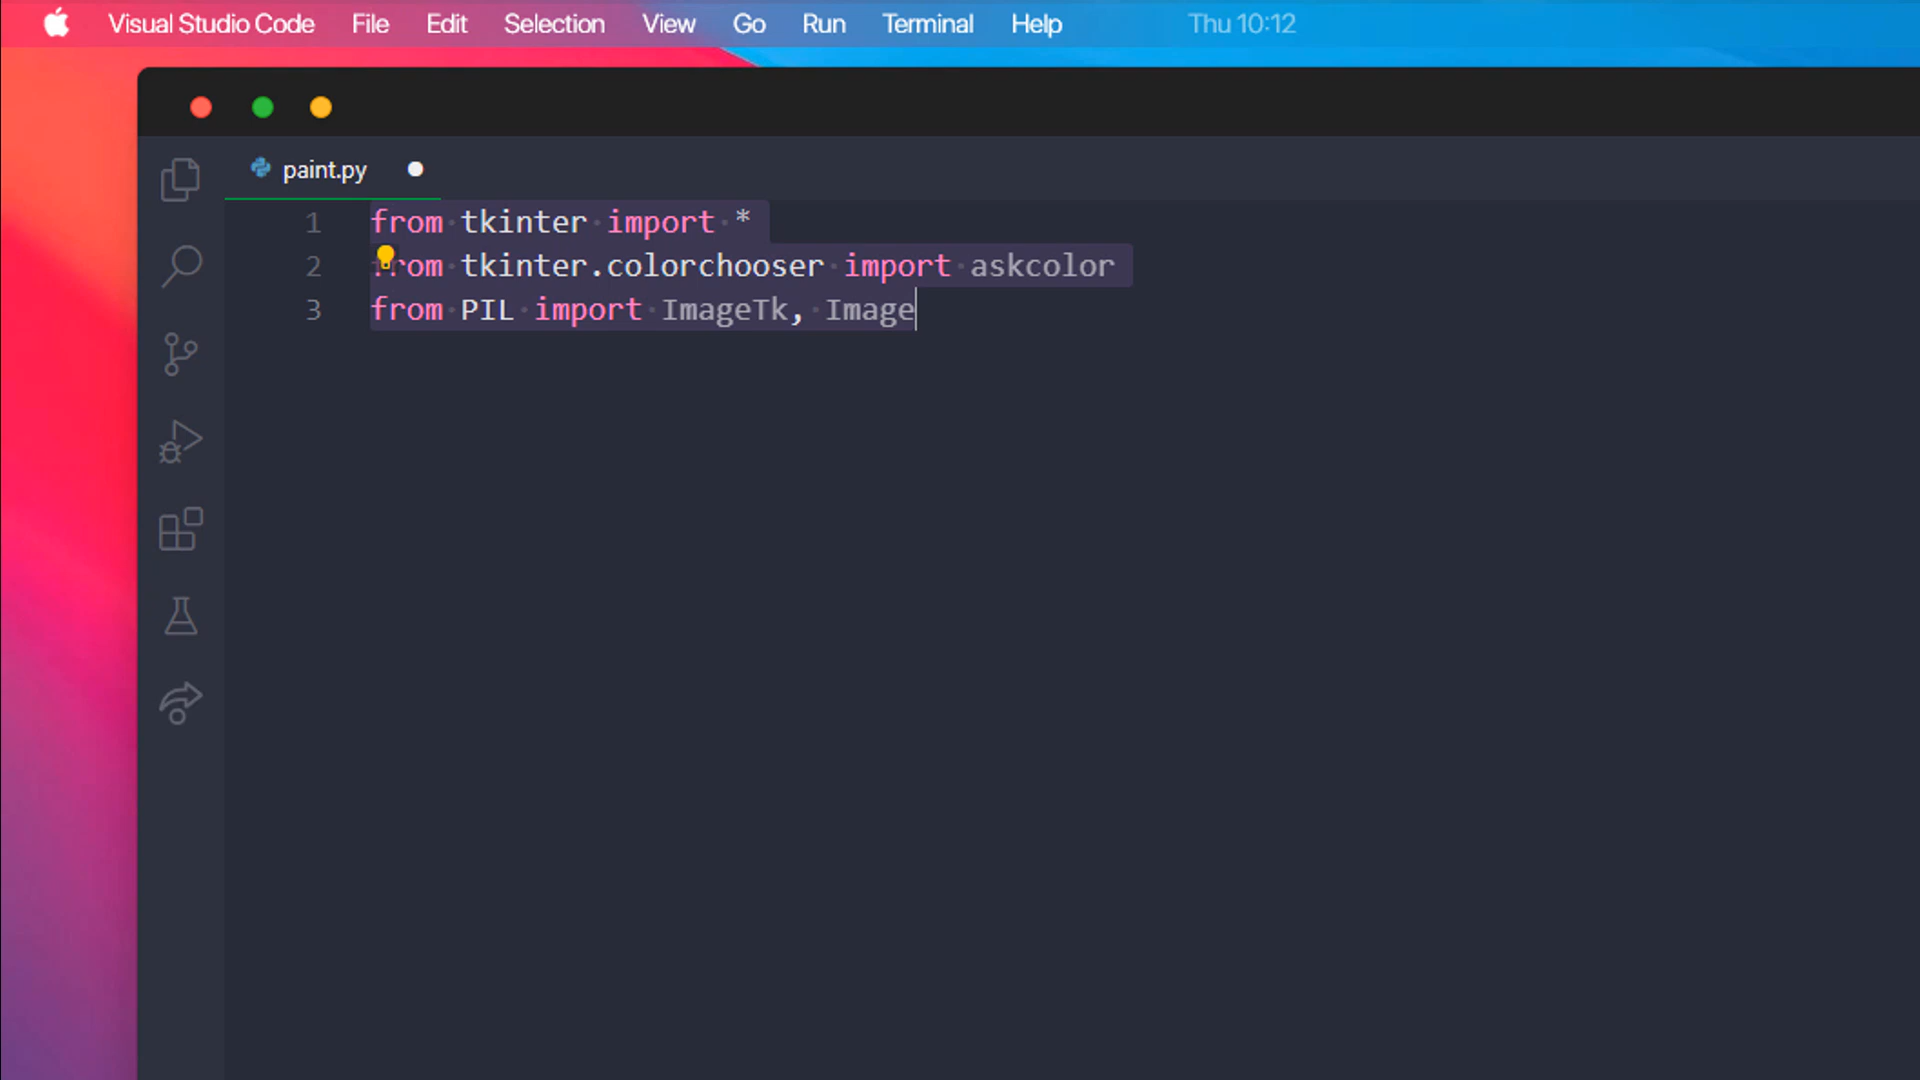 Visual Studio Code File Edit Selection View Go Run Terminal Help Thu 10:12
paint.py
1 from tkinter import *
2 from tkinter.colorchooser import askcolor
3 from PIL import ImageTk, Image